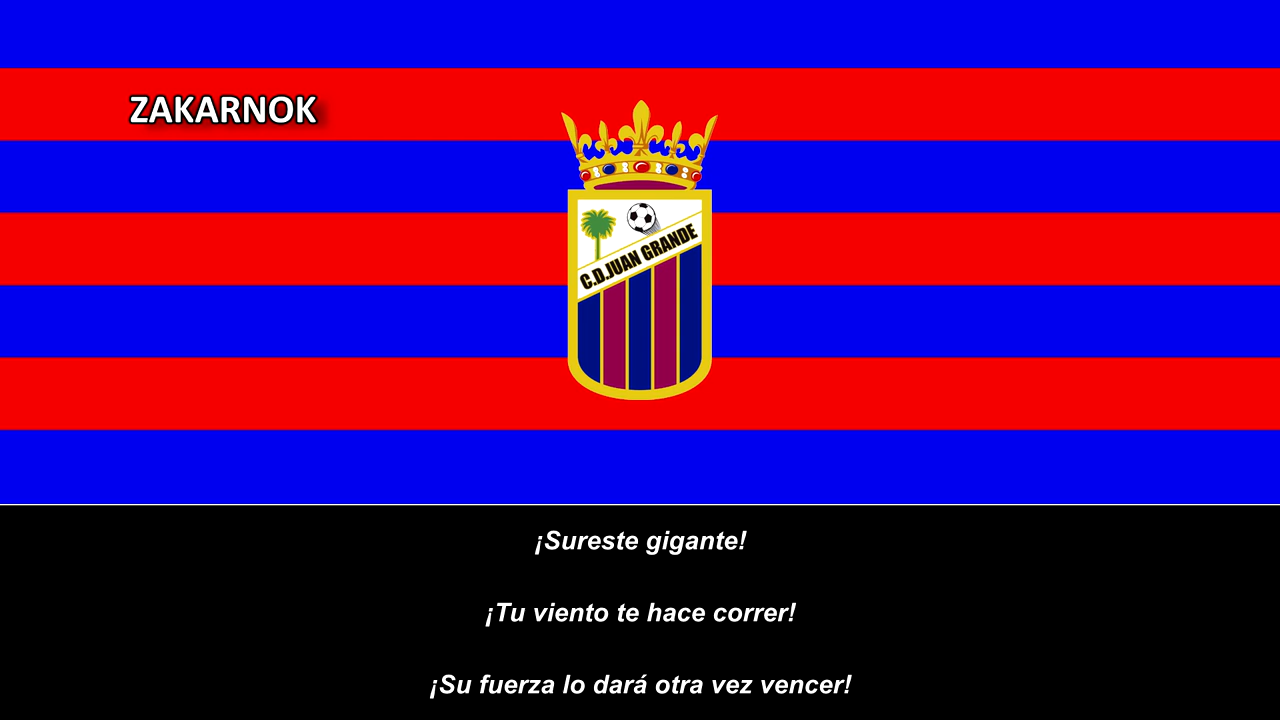 ZAKARNOK
C.D.JUAN GRANDE
¡Sureste gigante!
¡Tu viento te hace correr!
¡Su fuerza lo dará otra vez vencer!